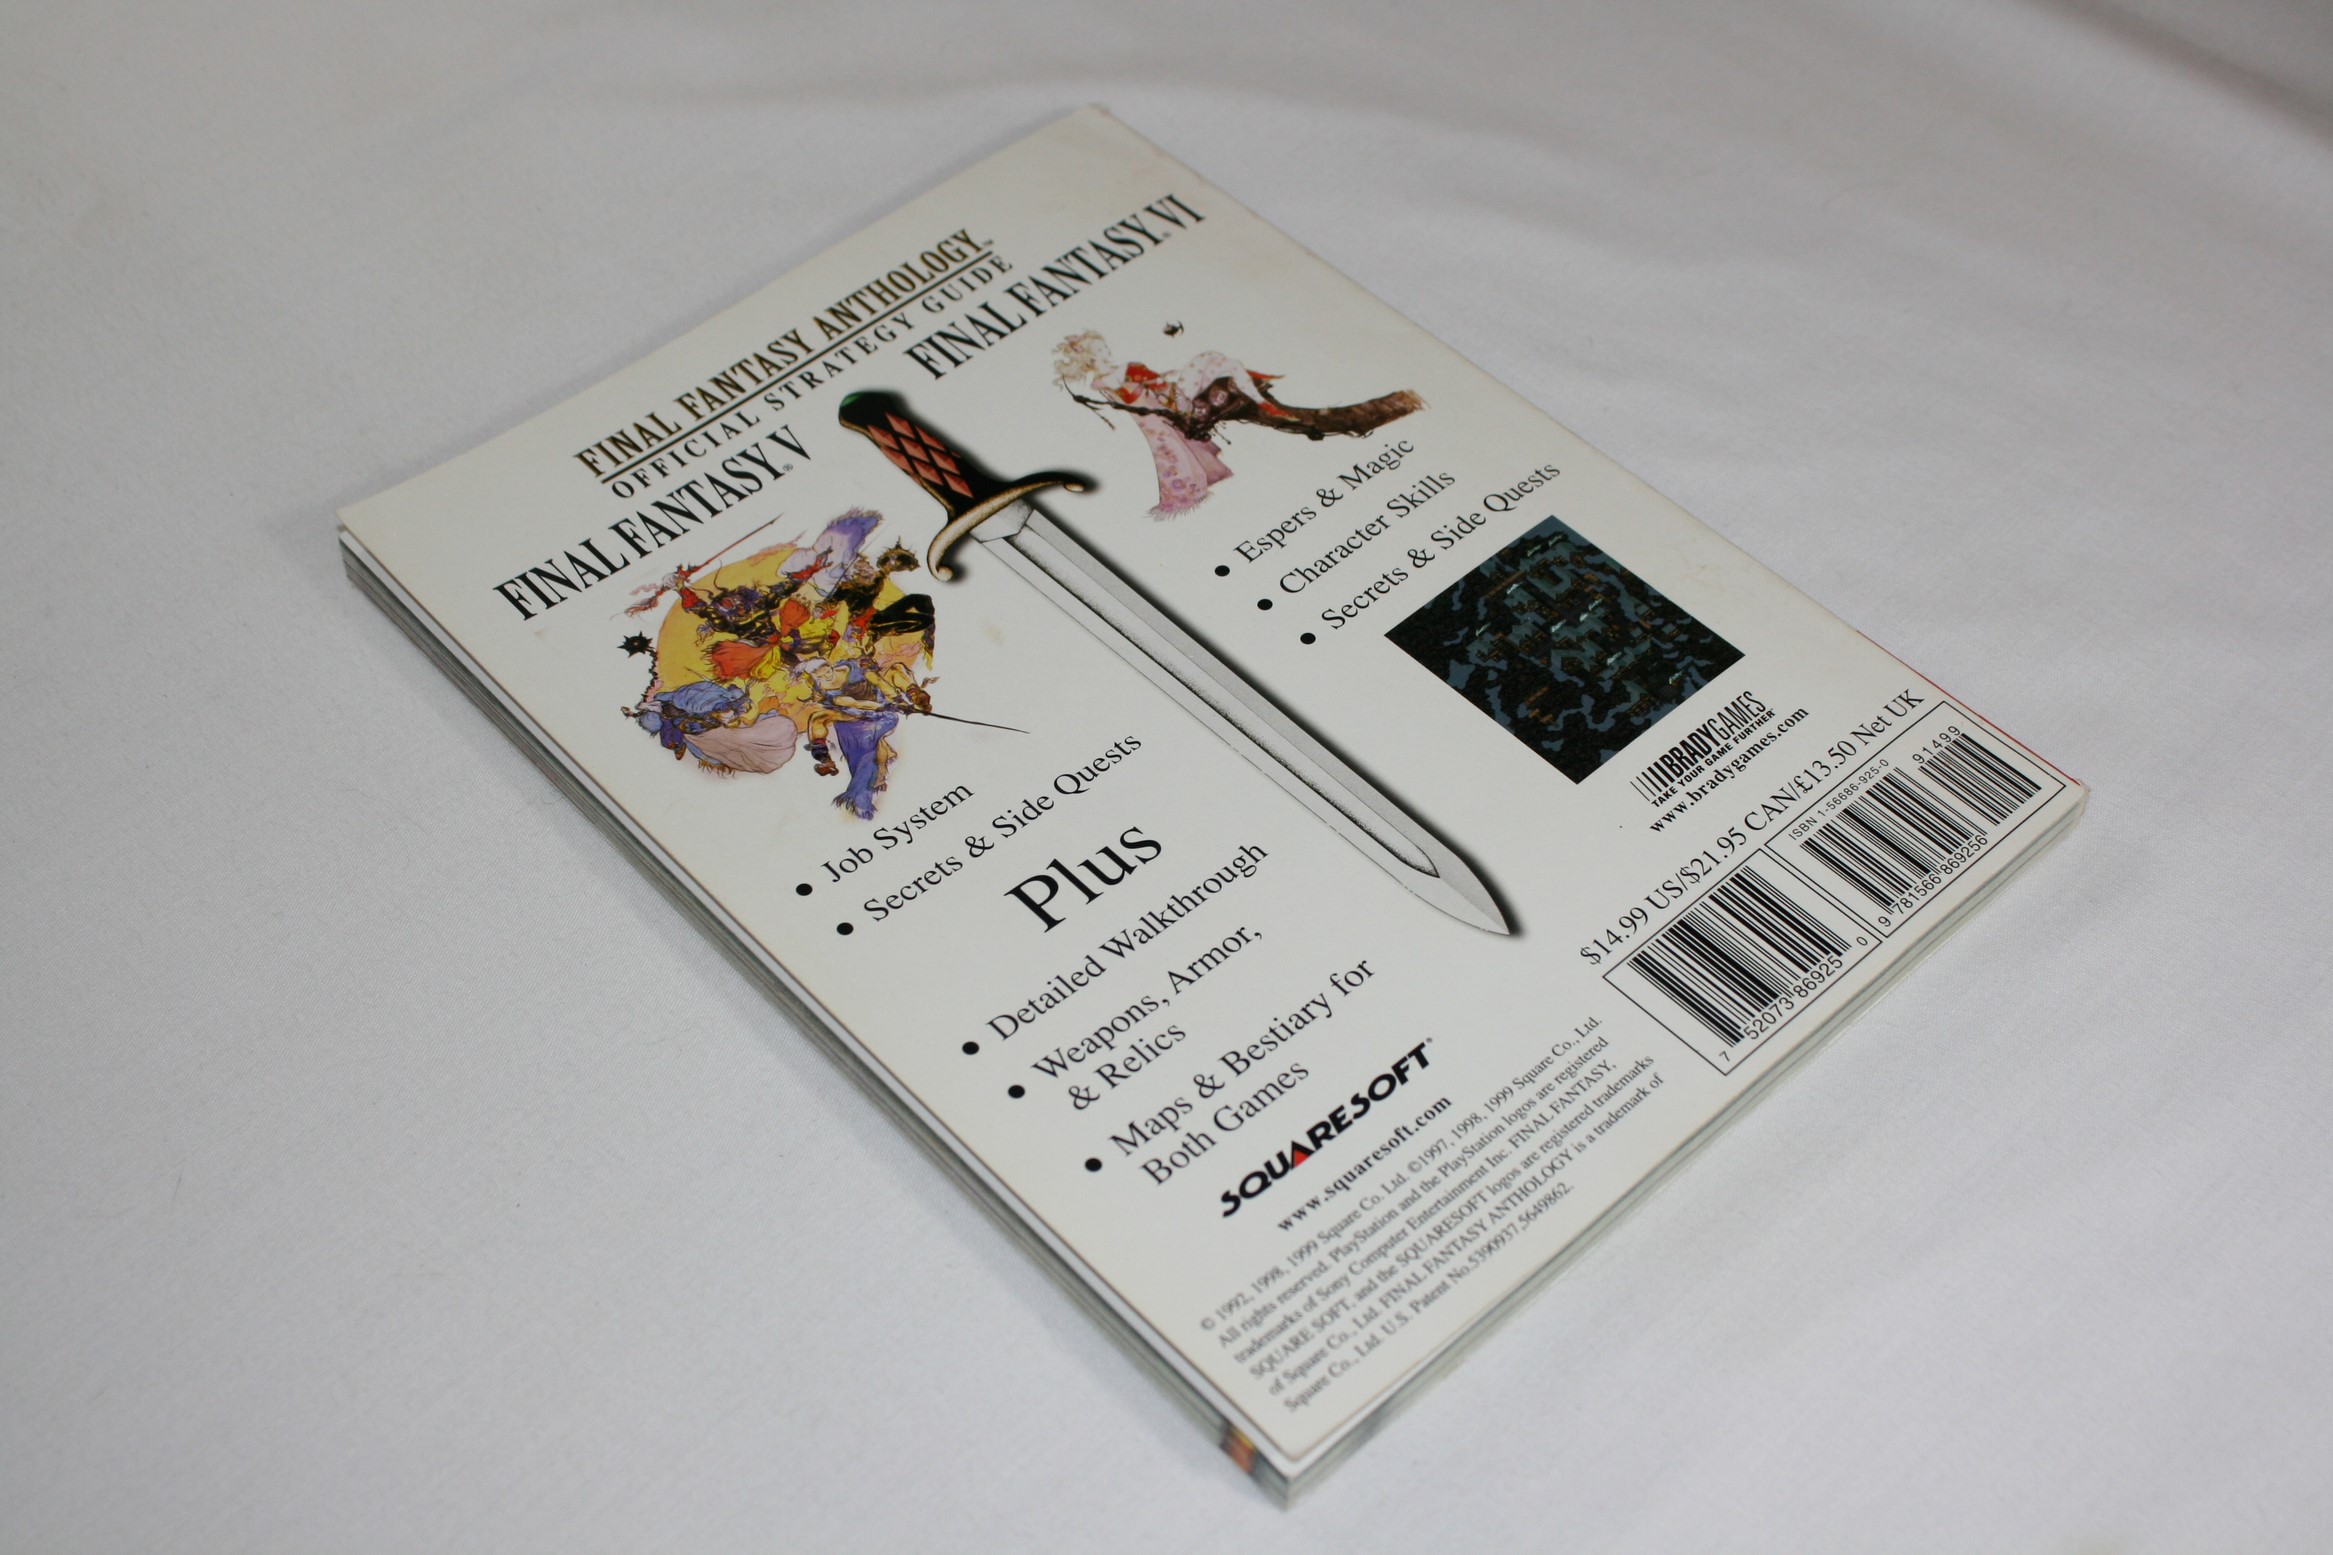 FINAL FANTASY ANTHOLOGY™
OFFICIAL STRATEGY GUIDE
FINAL FANTASY® V
• Job System
• Secrets & Side Quests
FINAL FANTASY® VI
• Espers & Magic
• Character Skills
• Secrets & Side Quests
Plus
• Detailed Walkthrough
• Weapons, Armor,
& Relics
• Maps & Bestiary for
Both Games
BRADYGAMES
TAKE YOUR GAME FURTHER™
www.bradygames.com
$14.99 US/$21.95 CAN/£13.50 Net UK
ISBN 1-56686-925-0
91499
9 781566 869256
7 52073 86925 0
SQUARESOFT®
www.squaresoft.com
© 1992, 1998, 1999 Square Co., Ltd. ©1997, 1998, 1999 Square Co., Ltd.
All rights reserved. PlayStation and the PlayStation logos are registered
trademarks of Sony Computer Entertainment Inc. FINAL FANTASY,
SQUARE SOFT, and the SQUARESOFT logos are registered trademarks
of Square Co., Ltd. FINAL FANTASY ANTHOLOGY is a trademark of
Square Co., Ltd. U.S. Patent No.5390937,5649862.